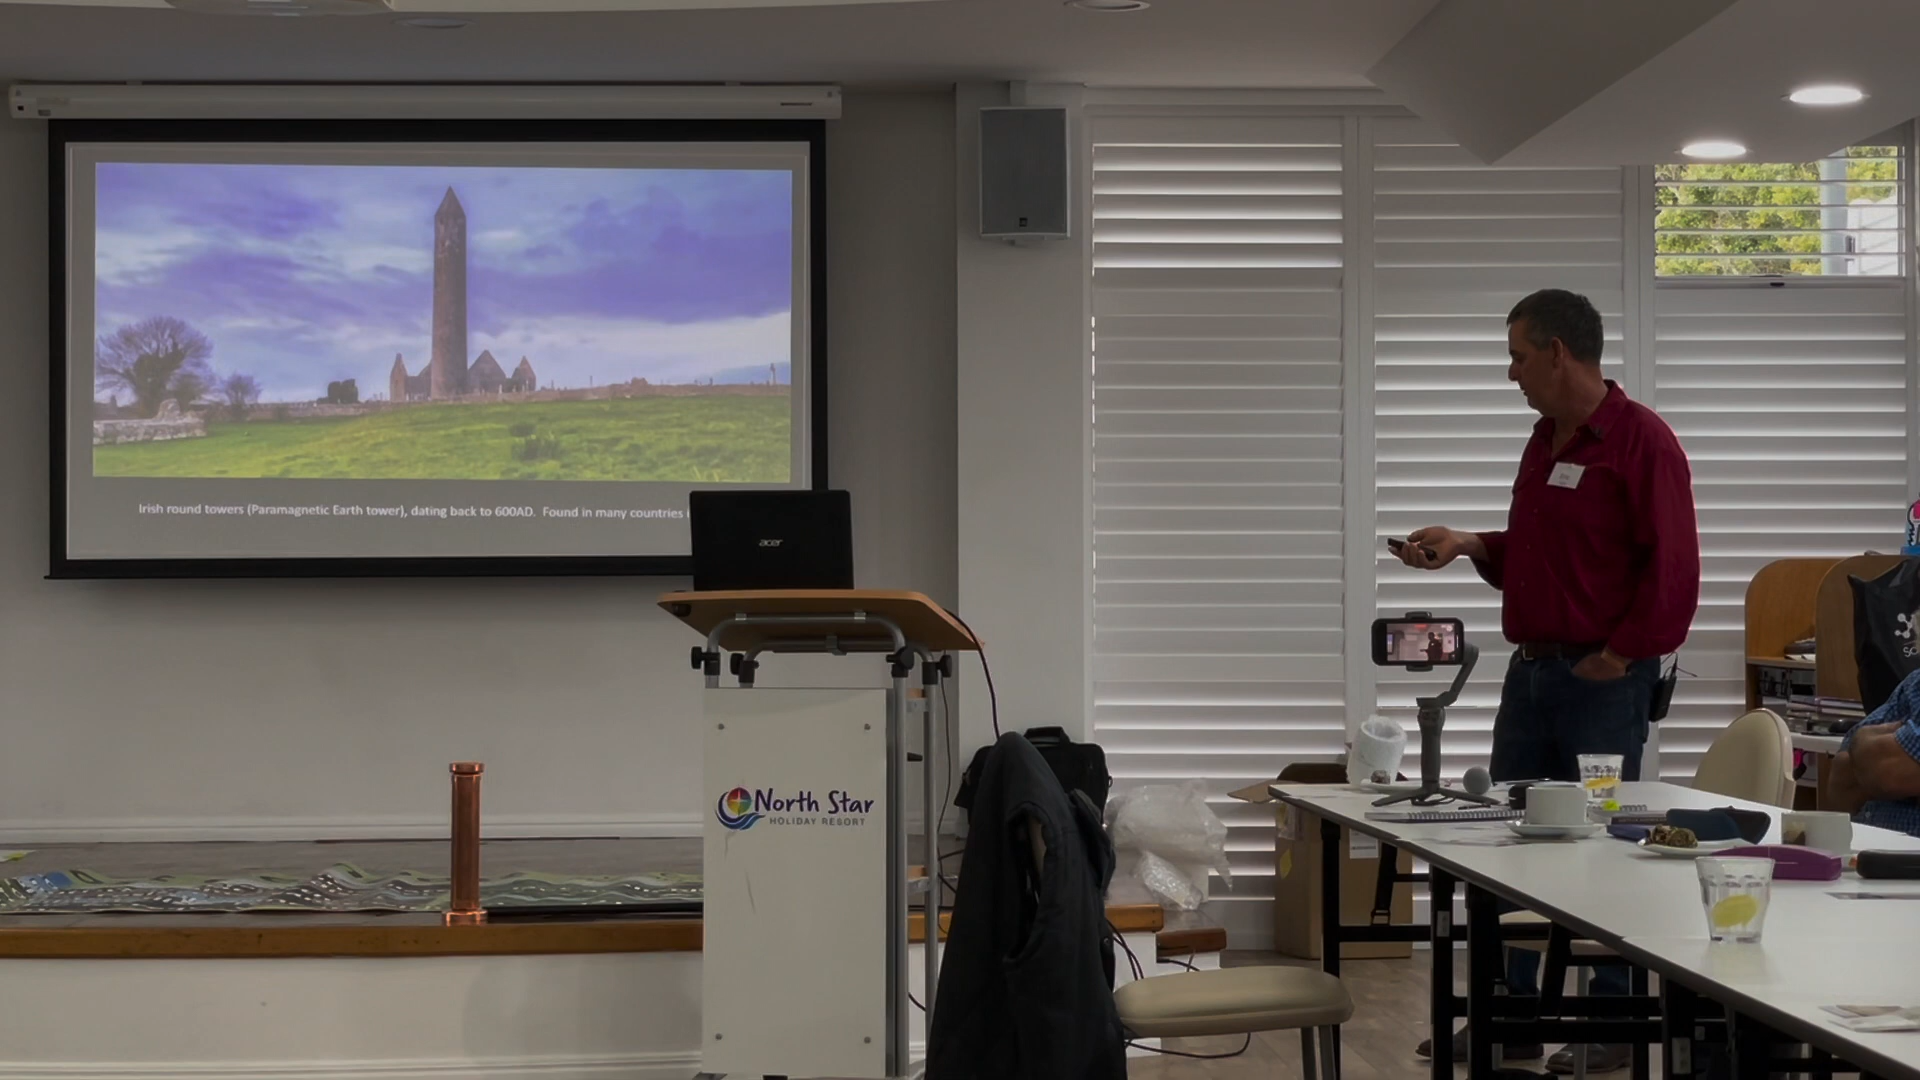 Irish round towers (Paramagnetic Earth tower), dating back to 600AD. Found in many countries
acer
North Star
HOLIDAY RESORT